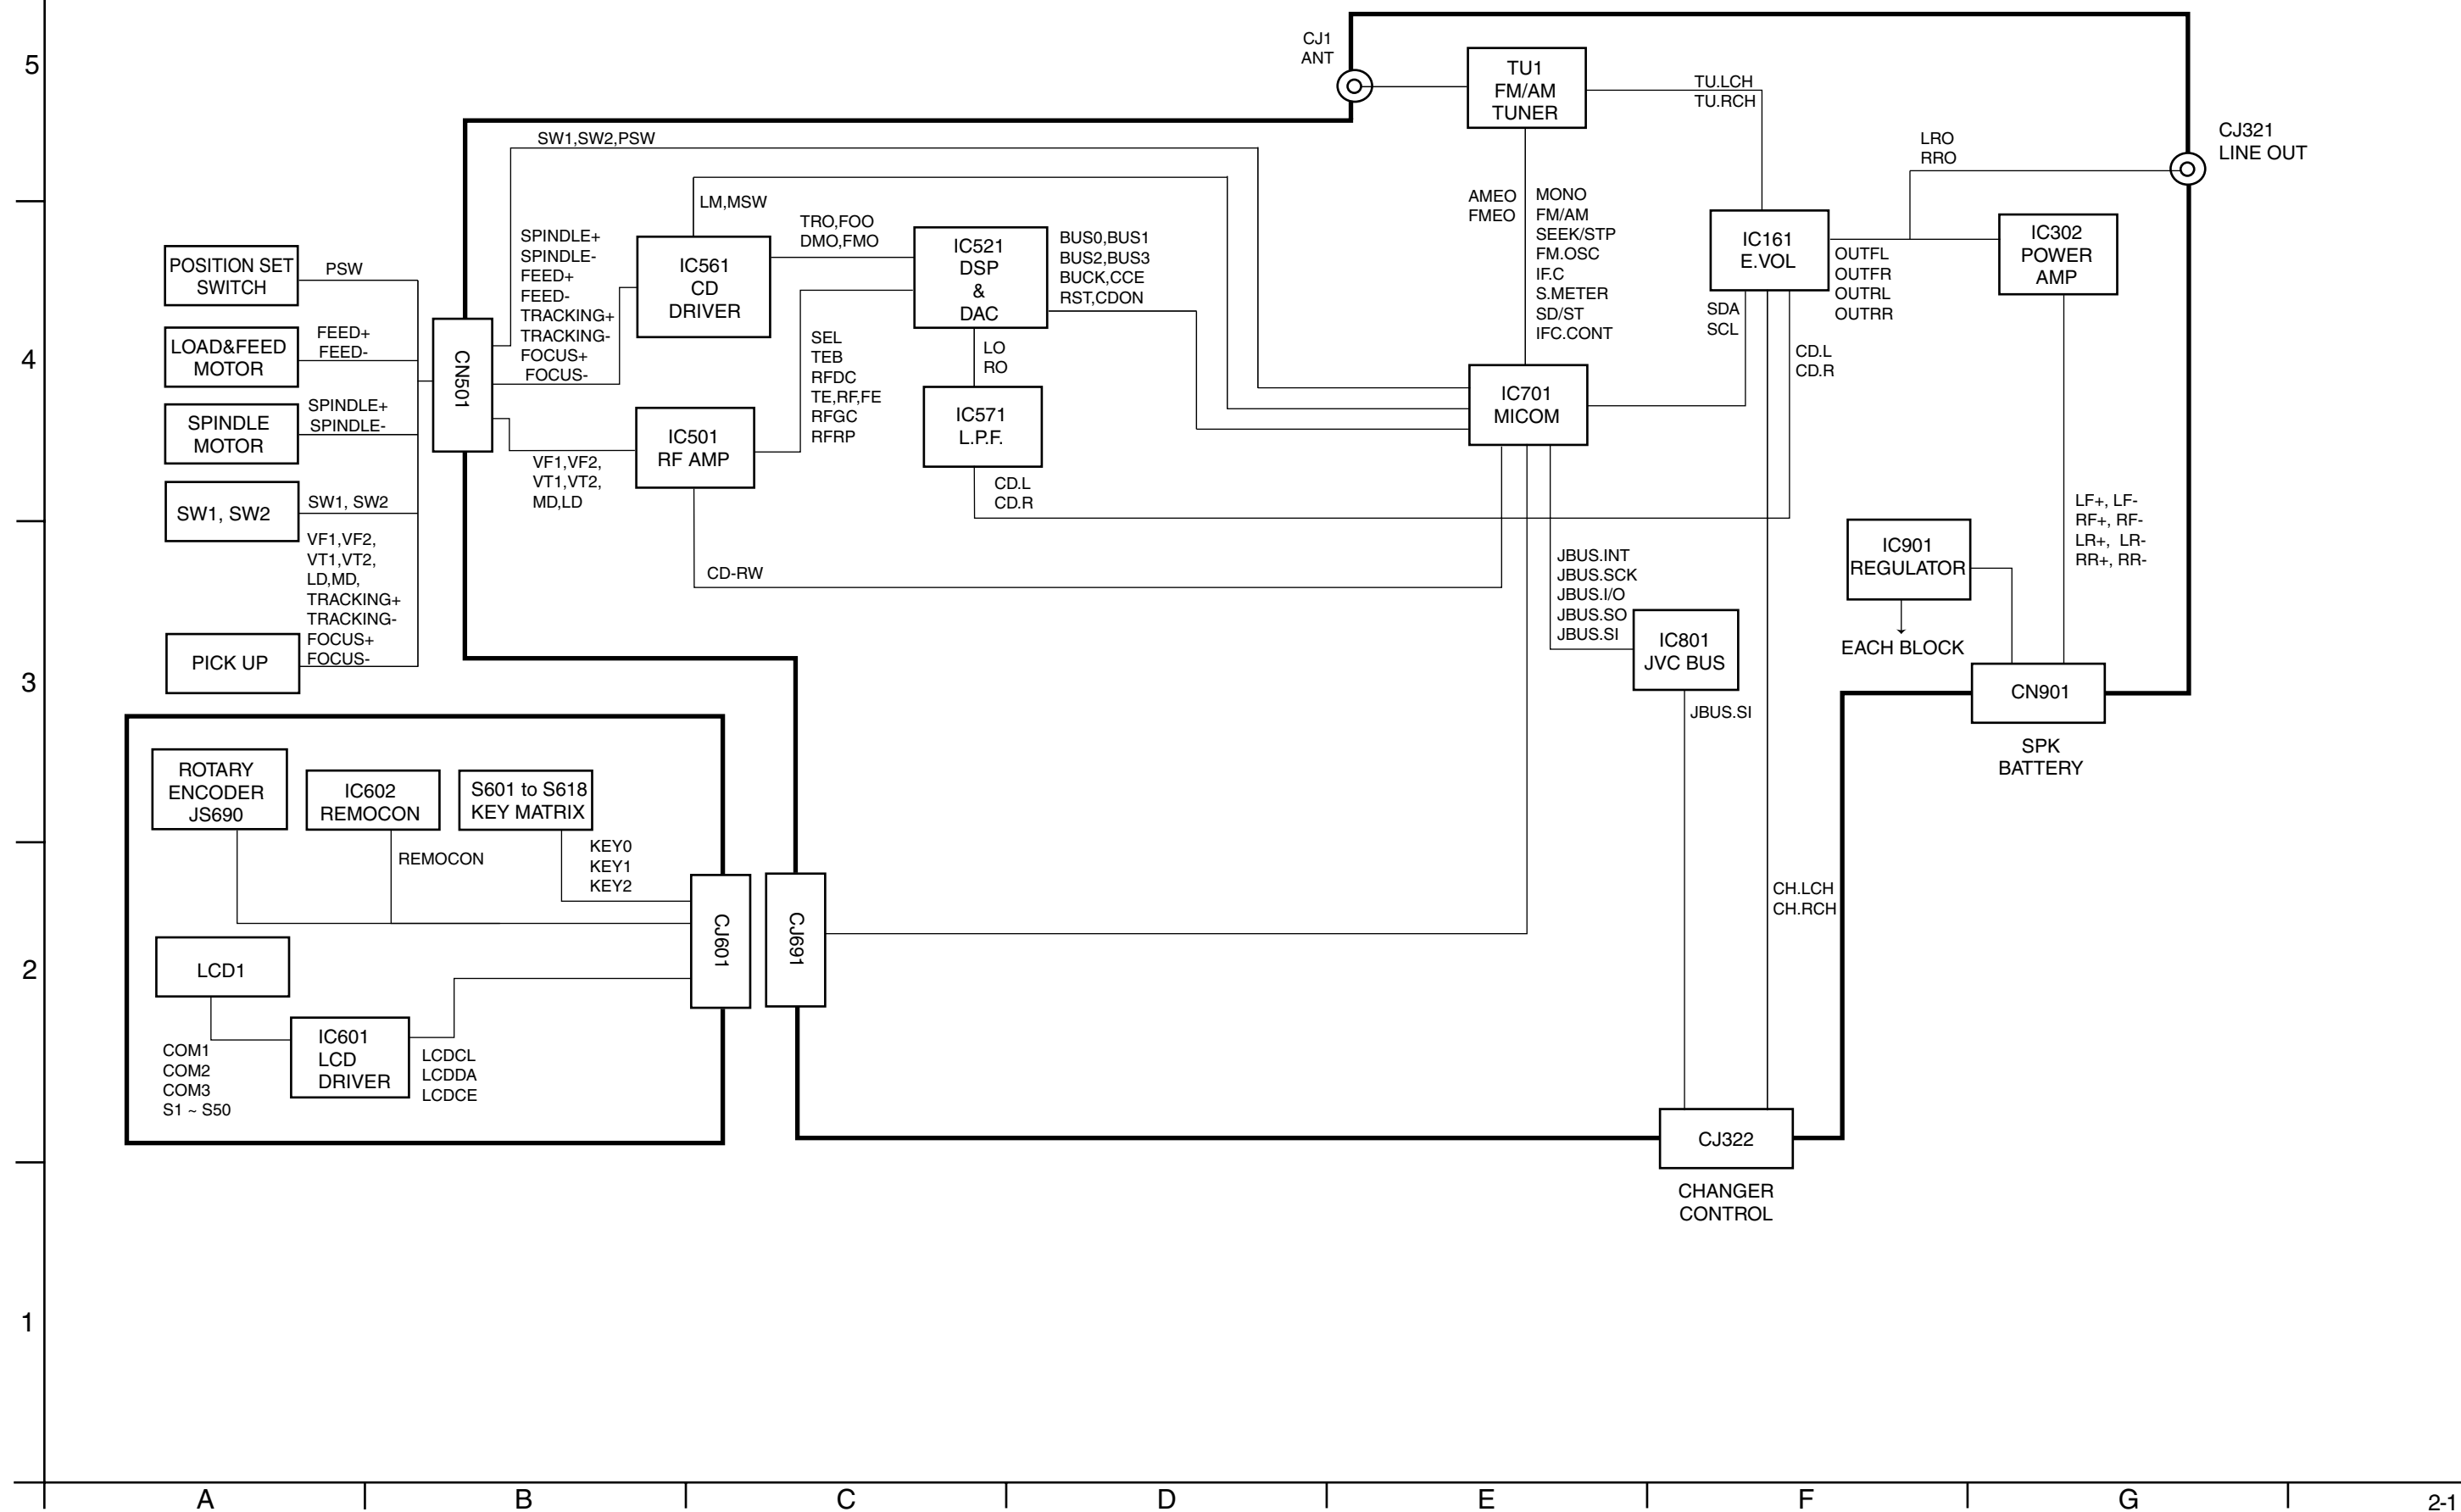 5
4
3
2
1
CJ1
ANT
TU1
FM/AM
TUNER
TU.LCH
TU.RCH
LRO
RRO
CJ321
LINE OUT
SW1,SW2,PSW
LM,MSW
TRO,FOO
DMO,FMO
AMEO
FMEO
MONO
FM/AM
SEEK/STP
FM.OSC
IF.C
S.METER
SD/ST
IFC.CONT
POSITION SET
SWITCH
PSW
LOAD&FEED
MOTOR
FEED+
FEED-
SPINDLE
MOTOR
SPINDLE+
SPINDLE-
SW1, SW2
SW1, SW2
VF1,VF2,
VT1,VT2,
LD,MD,
TRACKING+
TRACKING-
FOCUS+
FOCUS-
PICK UP
CN501
SPINDLE+
SPINDLE-
FEED+
FEED-
TRACKING+
TRACKING-
FOCUS+
FOCUS-
IC561
CD
DRIVER
IC521
DSP
&
DAC
BUS0,BUS1
BUS2,BUS3
BUCK,CCE
RST,CDON
SEL
TEB
RFDC
TE,RF,FE
RFGC
RFRP
LO
RO
IC571
L.P.F.
CD.L
CD.R
IC501
RF AMP
VF1,VF2,
VT1,VT2,
MD,LD
CD-RW
IC701
MICOM
IC161
E.VOL
SDA
SCL
CD.L
CD.R
OUTFL
OUTFR
OUTRL
OUTRR
IC302
POWER
AMP
LF+, LF-
RF+, RF-
LR+, LR-
RR+, RR-
IC901
REGULATOR
EACH BLOCK
CN901
SPK
BATTERY
JBUS.INT
JBUS.SCK
JBUS.I/O
JBUS.SO
JBUS.SI
IC801
JVC BUS
JBUS.SI
CH.LCH
CH.RCH
CJ322
CHANGER
CONTROL
ROTARY
ENCODER
JS690
IC602
REMOCON
S601 to S618
KEY MATRIX
REMOCON
KEY0
KEY1
KEY2
CJ601
CJ691
LCD1
IC601
LCD
DRIVER
COM1
COM2
COM3
S1 ~ S50
LCDCL
LCDDA
LCDCE
A
B
C
D
E
F
G
2-1